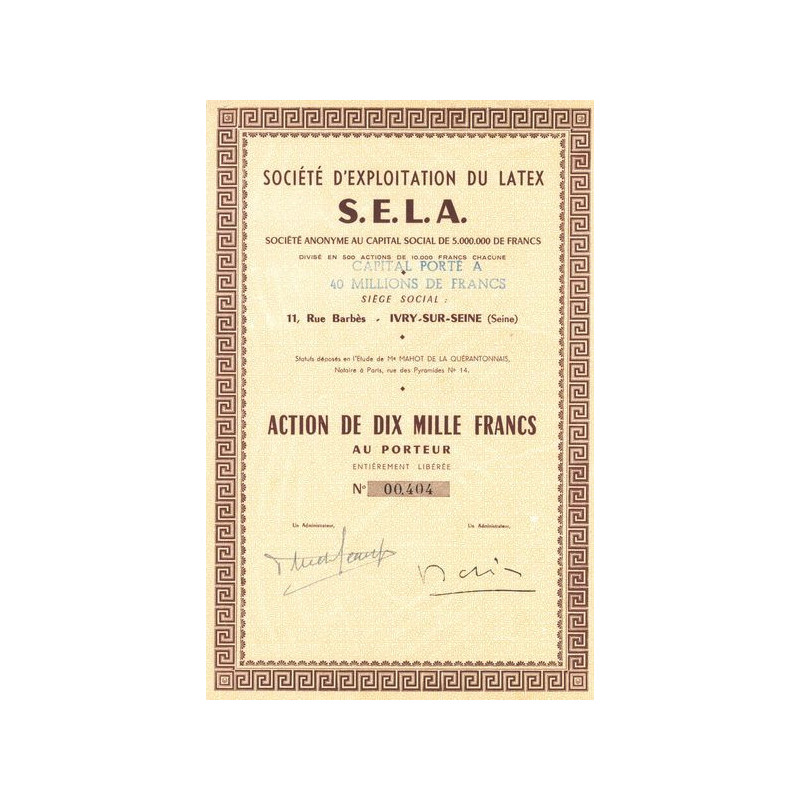 SOCIÉTÉ D'EXPLOITATION DU LATEX
S.E.L.A.
SOCIÉTÉ ANONYME AU CAPITAL SOCIAL DE 5.000.000 DE FRANCS
DIVISÉ EN 500 ACTIONS DE 10.000 FRANCS CHACUNE
CAPITAL PORTÉ A
40 MILLIONS DE FRANCS
SIÈGE SOCIAL :
11, Rue Barbès - IVRY-SUR-SEINE (Seine)
Statuts déposés en l'Etude de Me MAHOT DE LA QUÉRANTONNAIS,
Notaire à Paris, rue des Pyramides No 14.
ACTION DE DIX MILLE FRANCS
AU PORTEUR
ENTIÈREMENT LIBÉRÉE
No 00.404
Un Administrateur, Un Administrateur,